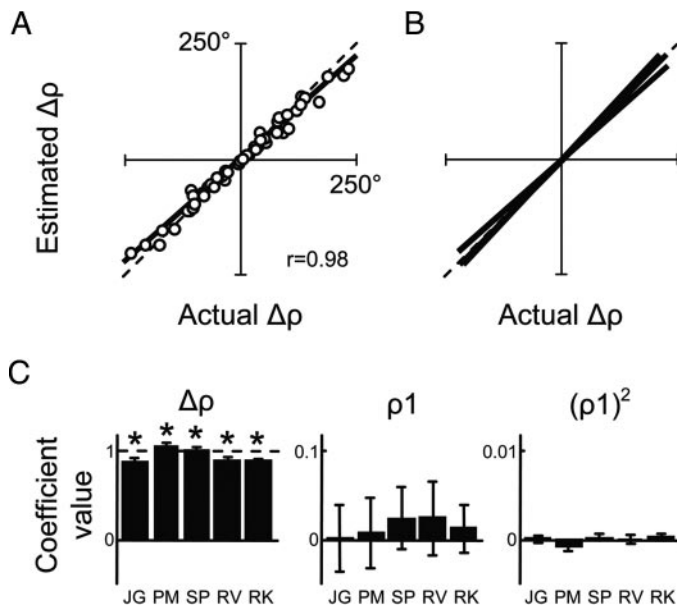 A
B
250°
250°
Estimated Δρ
r=0.98
Actual Δρ
Actual Δρ
C
Δρ
ρ1
(ρ1)²
Coefficient
value
1
0
* * * * *
JG PM SP RV RK
0.1
0
JG PM SP RV RK
0.01
0
JG PM SP RV RK